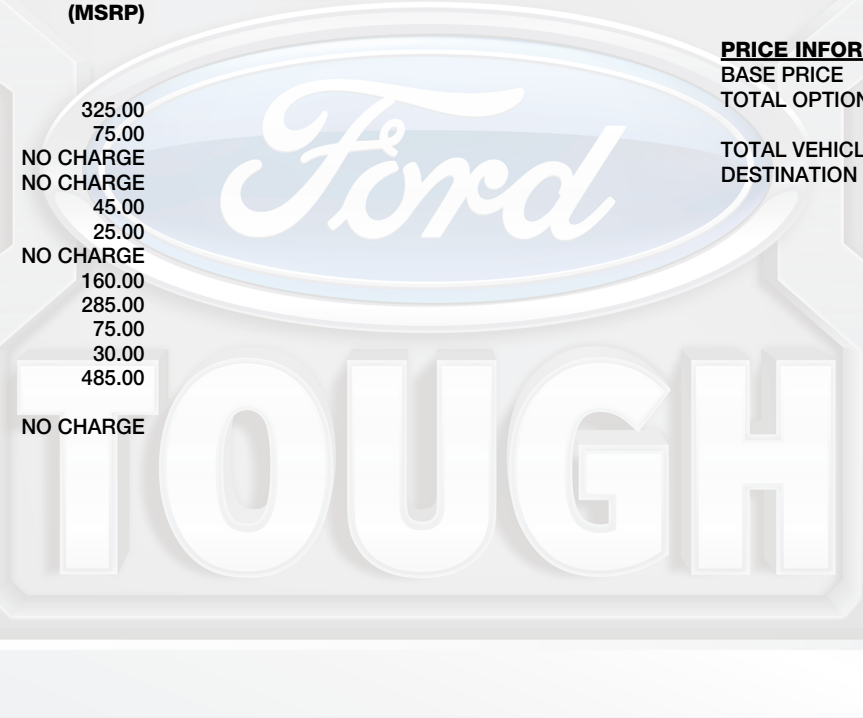 (MSRP)
325.00
75.00
NO CHARGE
NO CHARGE
45.00
25.00
NO CHARGE
160.00
285.00
75.00
30.00
485.00
NO CHARGE
PRICE INFOR
BASE PRICE
TOTAL OPTION
TOTAL VEHICL
DESTINATION
Ford
TOUGH